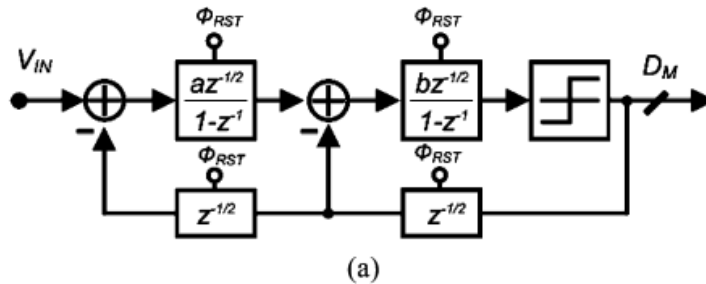 Φ_RST Φ_RST
V_IN D_M
+ az^{-1/2} / 1-z^{-1} + bz^{-1/2} / 1-z^{-1}
− Φ_RST − Φ_RST
z^{-1/2} z^{-1/2}
(a)